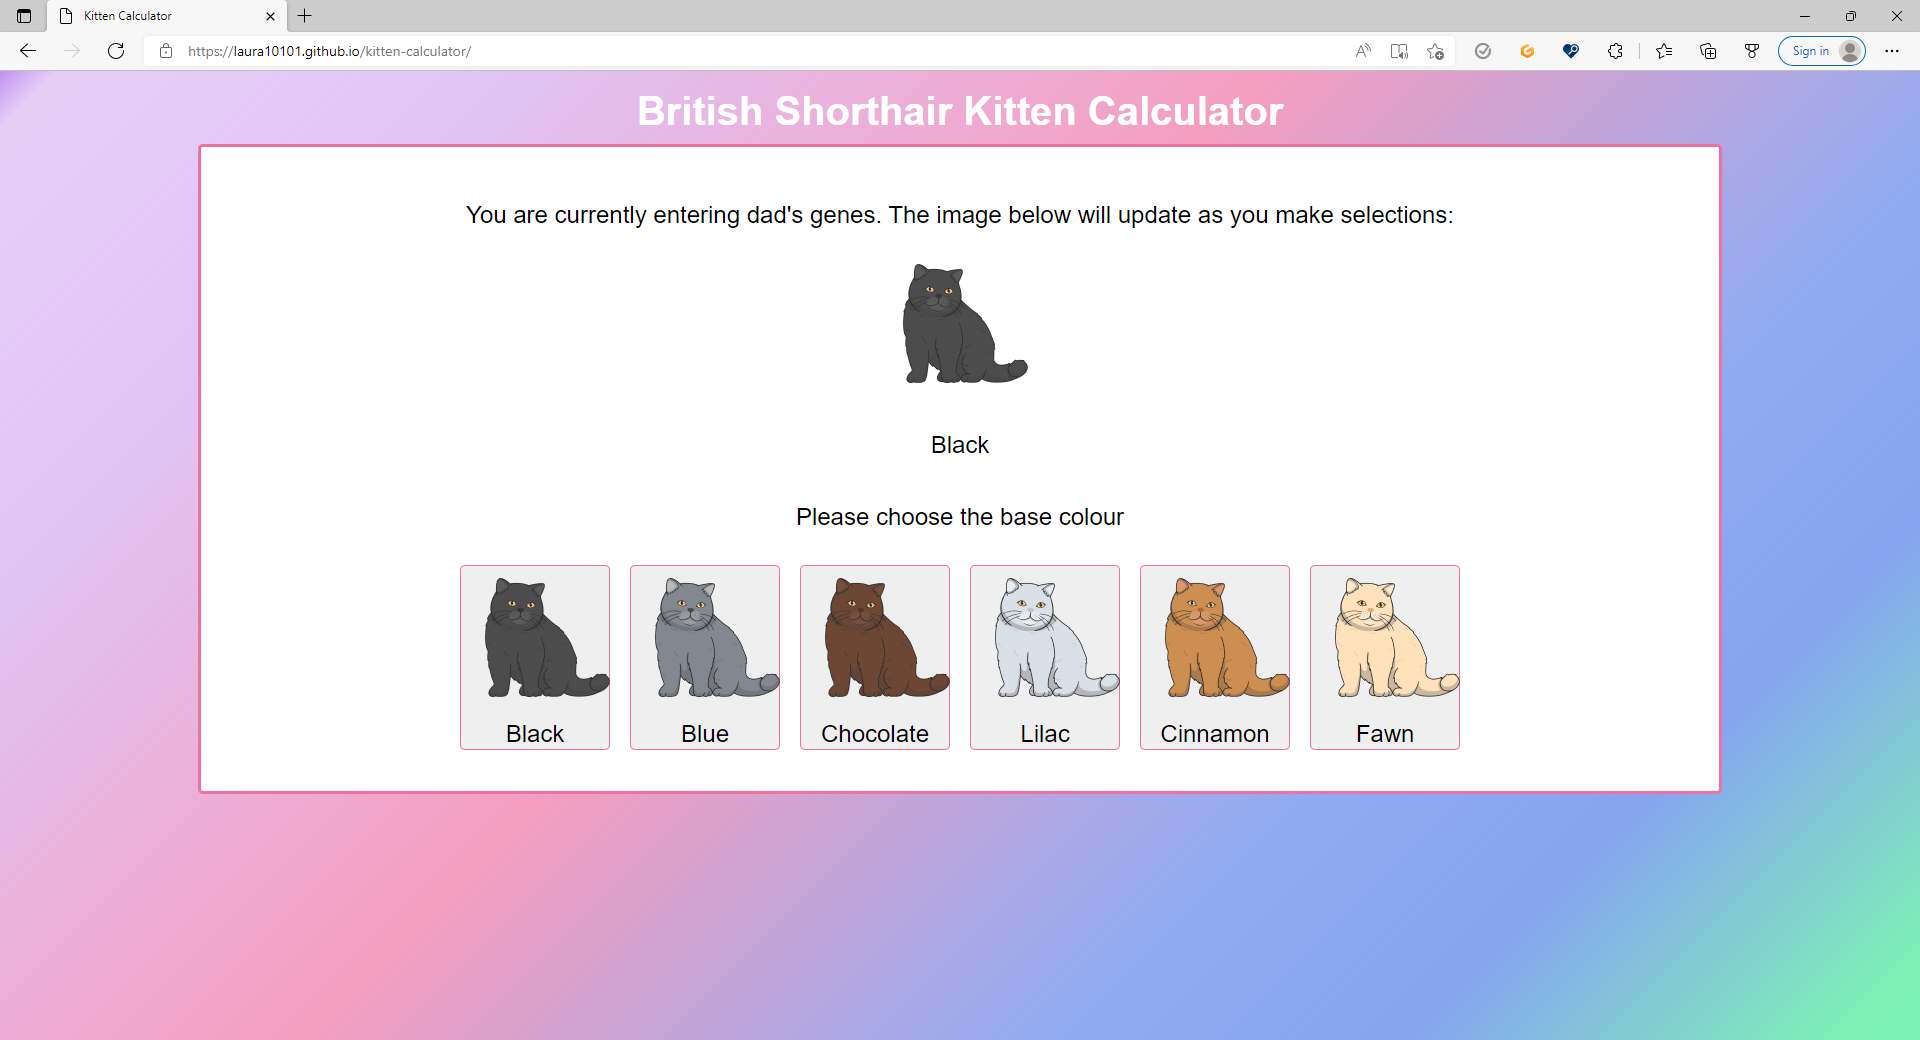 Kitten Calculator
https://laura10101.github.io/kitten-calculator/
Sign in
British Shorthair Kitten Calculator
You are currently entering dad's genes. The image below will update as you make selections:
Black
Please choose the base colour
Black Blue Chocolate Lilac Cinnamon Fawn